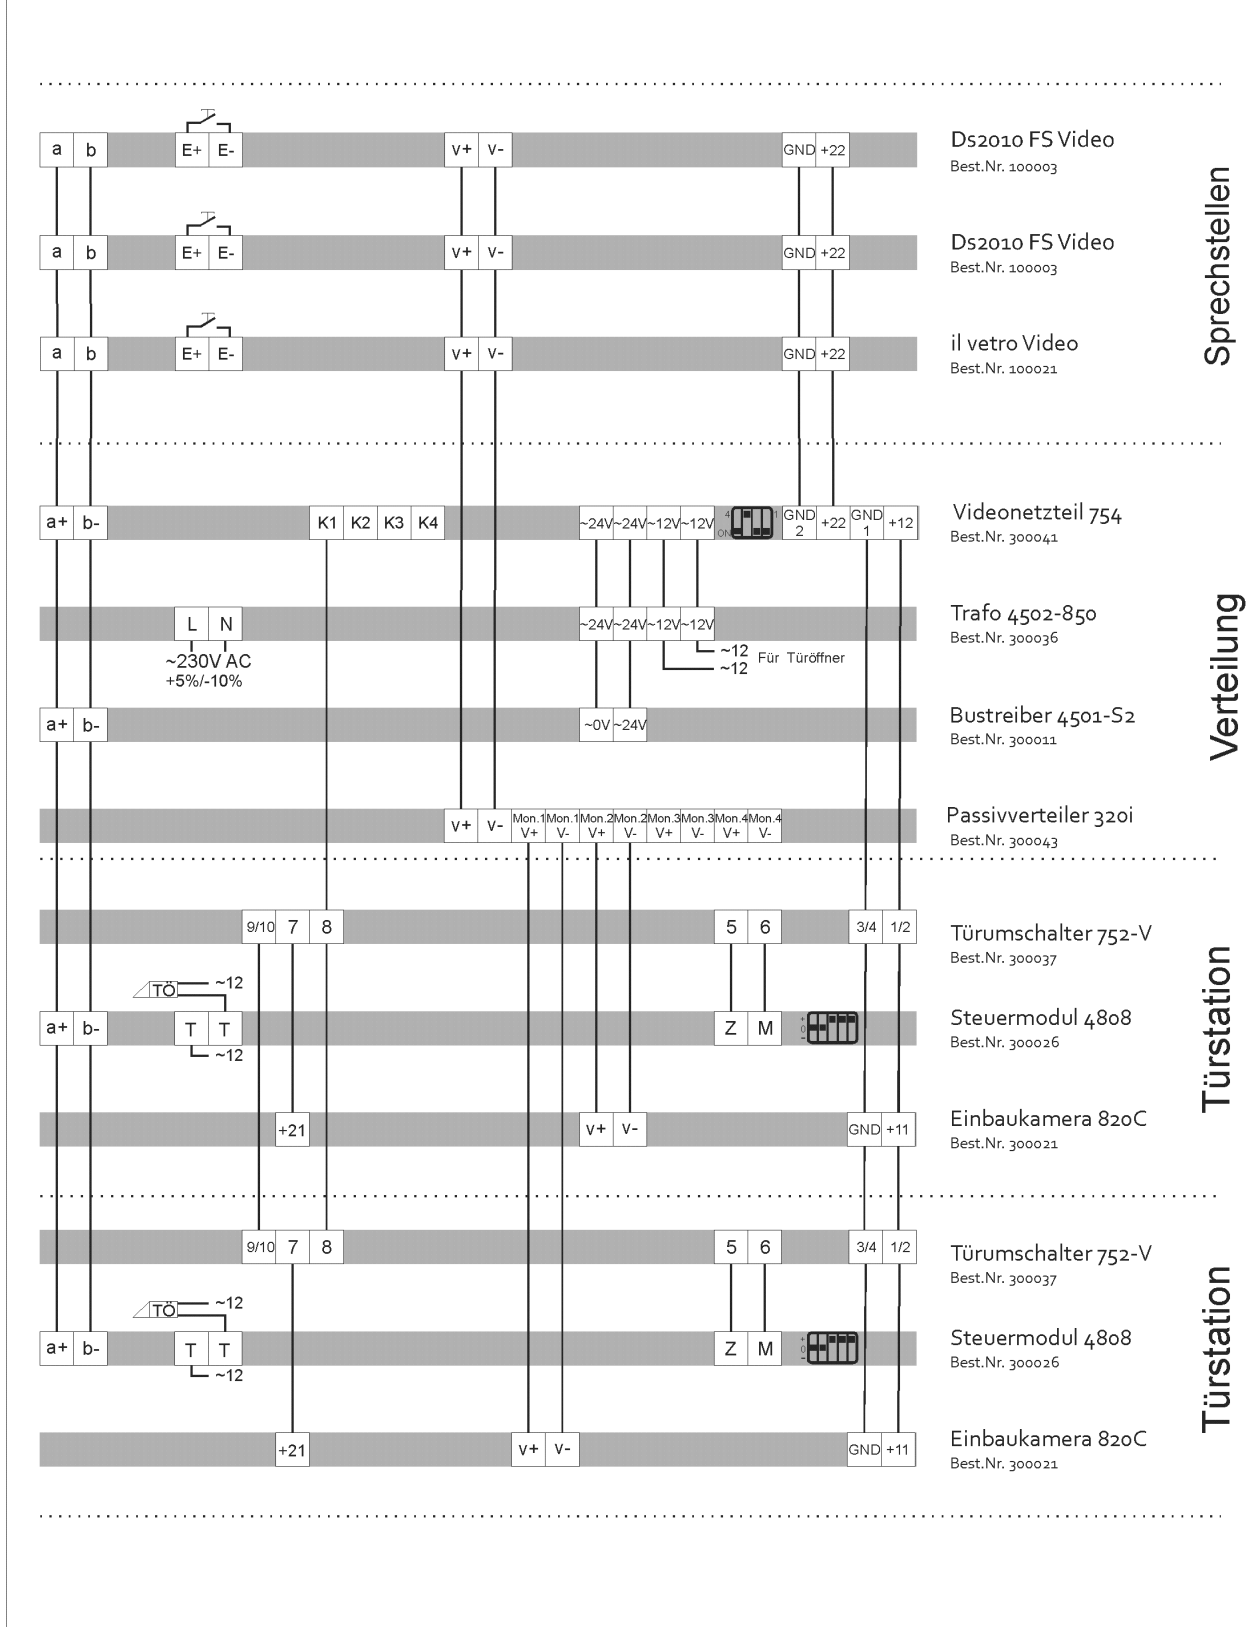 a b E+ E- v+ v- GND +22 Ds2010 FS Video
Best.Nr. 100003
a b E+ E- v+ v- GND +22 Ds2010 FS Video
Best.Nr. 100003
a b E+ E- v+ v- GND +22 il vetro Video
Best.Nr. 100021
Sprechstellen
a+ b- K1 K2 K3 K4 ~24V ~24V ~12V ~12V 4 1 ON GND 2 +22 GND 1 +12 Videonetzteil 754
Best.Nr. 300041
L N ~24V ~24V ~12V ~12V Trafo 4502-850
Best.Nr. 300036
~230V AC
+5%/-10%
~12 Für Türöffner
~12
a+ b- ~0V ~24V Bustreiber 4501-S2
Best.Nr. 300011
v+ v- Mon.1 V+ Mon.1 V- Mon.2 V+ Mon.2 V- Mon.3 V+ Mon.3 V- Mon.4 V+ Mon.4 V- Passivverteiler 320i
Best.Nr. 300043
Verteilung
9/10 7 8 5 6 3/4 1/2 Türumschalter 752-V
Best.Nr. 300037
TÖ ~12
a+ b- T T Z M + 0 - Steuermodul 4808
Best.Nr. 300026
~12
+21 v+ v- GND +11 Einbaukamera 820C
Best.Nr. 300021
Türstation
9/10 7 8 5 6 3/4 1/2 Türumschalter 752-V
Best.Nr. 300037
TÖ ~12
a+ b- T T Z M + 0 - Steuermodul 4808
Best.Nr. 300026
~12
+21 v+ v- GND +11 Einbaukamera 820C
Best.Nr. 300021
Türstation